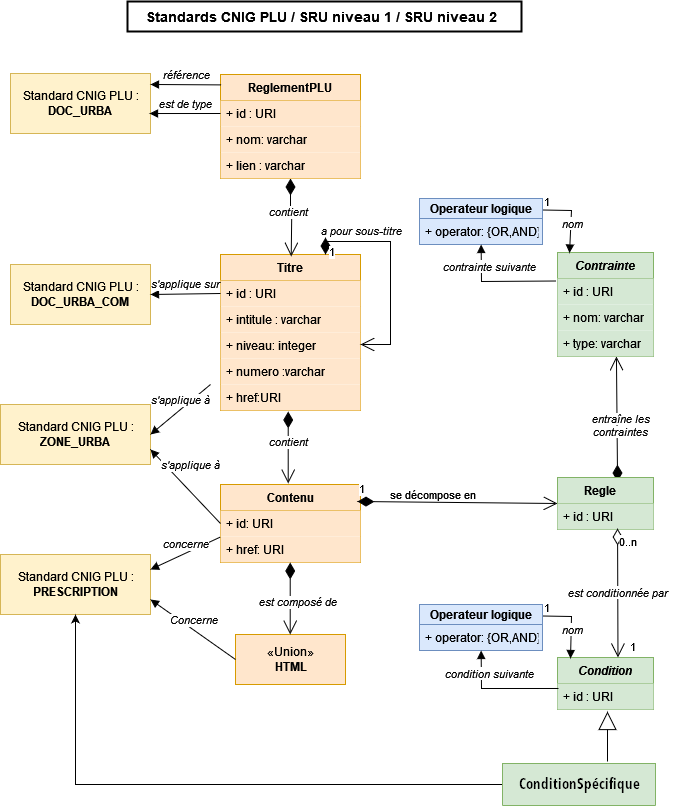 Standards CNIG PLU / SRU niveau 1 / SRU niveau 2
Standard CNIG PLU :
DOC_URBA
référence
est de type
ReglementPLU
+ id : URI
+ nom: varchar
+ lien : varchar
contient
a pour sous-titre
1
Standard CNIG PLU :
DOC_URBA_COM
s'applique sur
Titre
+ id : URI
+ intitule : varchar
+ niveau: integer
+ numero :varchar
+ href:URI
Operateur logique
+ operator: {OR,AND}
1
nom
contrainte suivante
Contrainte
+ id : URI
+ nom: varchar
+ type: varchar
Standard CNIG PLU :
ZONE_URBA
s'applique à
s'applique à
contient
entraîne les
contraintes
Contenu
+ id: URI
+ href: URI
1
se décompose en
Regle
+ id : URI
0..n
Standard CNIG PLU :
PRESCRIPTION
concerne
Concerne
est composé de
«Union»
HTML
est conditionnée par
1
Operateur logique
+ operator: {OR,AND}
1
nom
condition suivante
Condition
+ id : URI
ConditionSpécifique